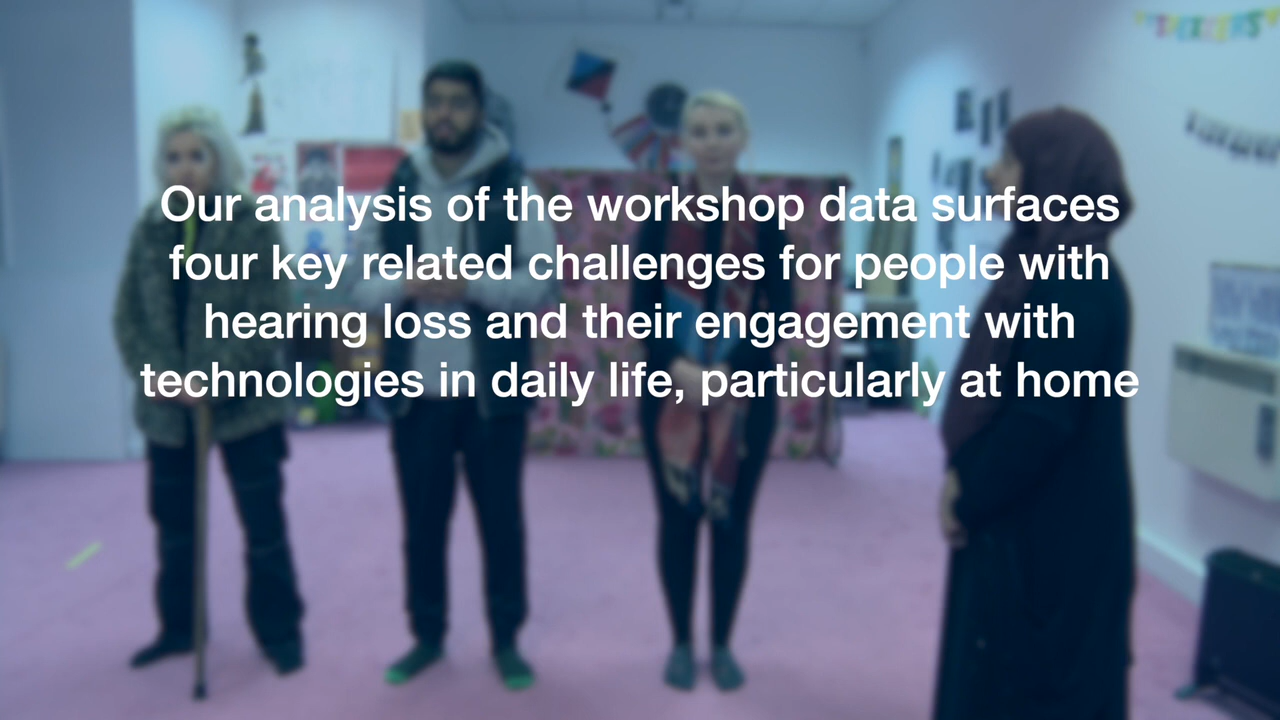 Our analysis of the workshop data surfaces
four key related challenges for people with
hearing loss and their engagement with
technologies in daily life, particularly at home